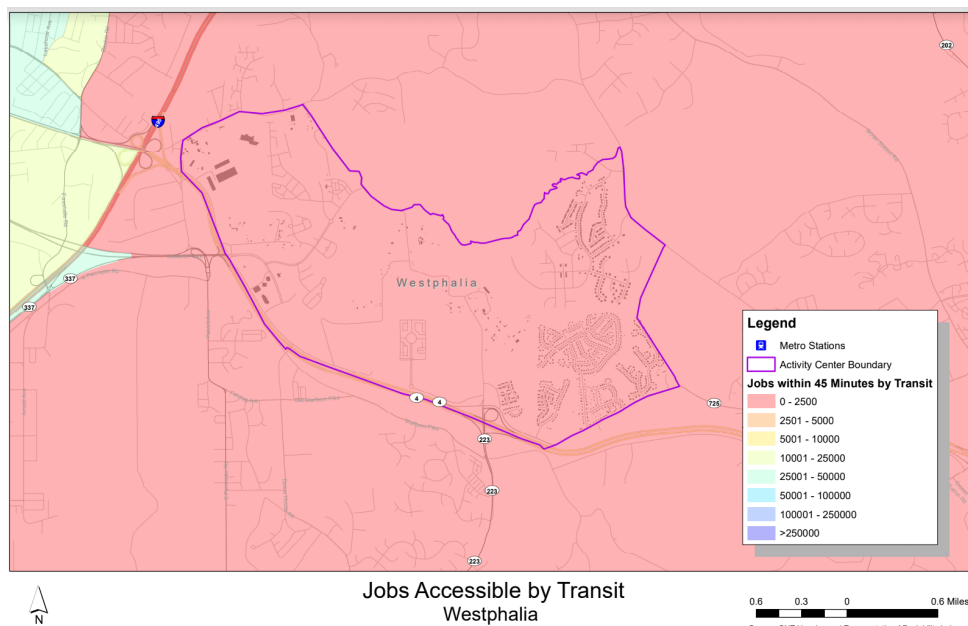 202
337
337
Westphalia
4
4
223
223
223
725
Legend
Metro Stations
Activity Center Boundary
Jobs within 45 Minutes by Transit
0 - 2500
2501 - 5000
5001 - 10000
10001 - 25000
25001 - 50000
50001 - 100000
100001 - 250000
>250000
N
Jobs Accessible by Transit
Westphalia
0.6 0.3 0 0.6 Miles